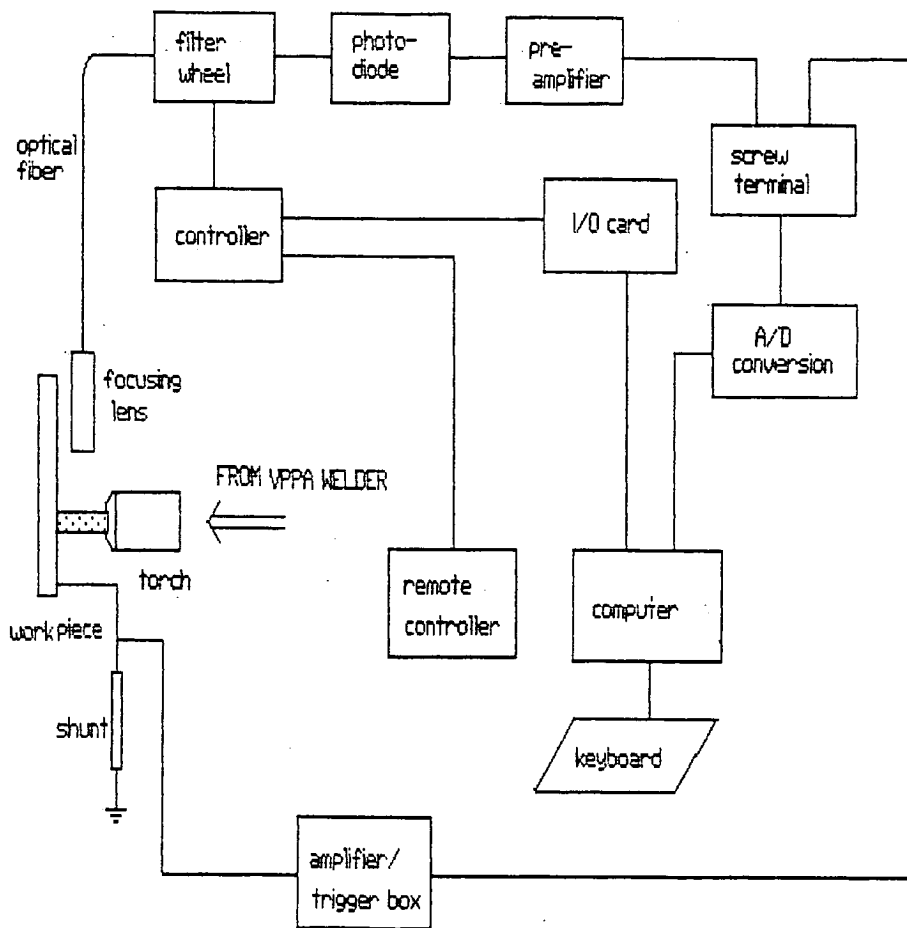 filter
wheel
photo-
diode
pre-
amplifier
optical
fiber
screw
terminal
controller
I/O card
A/D
conversion
focusing
lens
FROM VPPA WELDER
torch
remote
controller
computer
workpiece
shunt
keyboard
amplifier/
trigger box